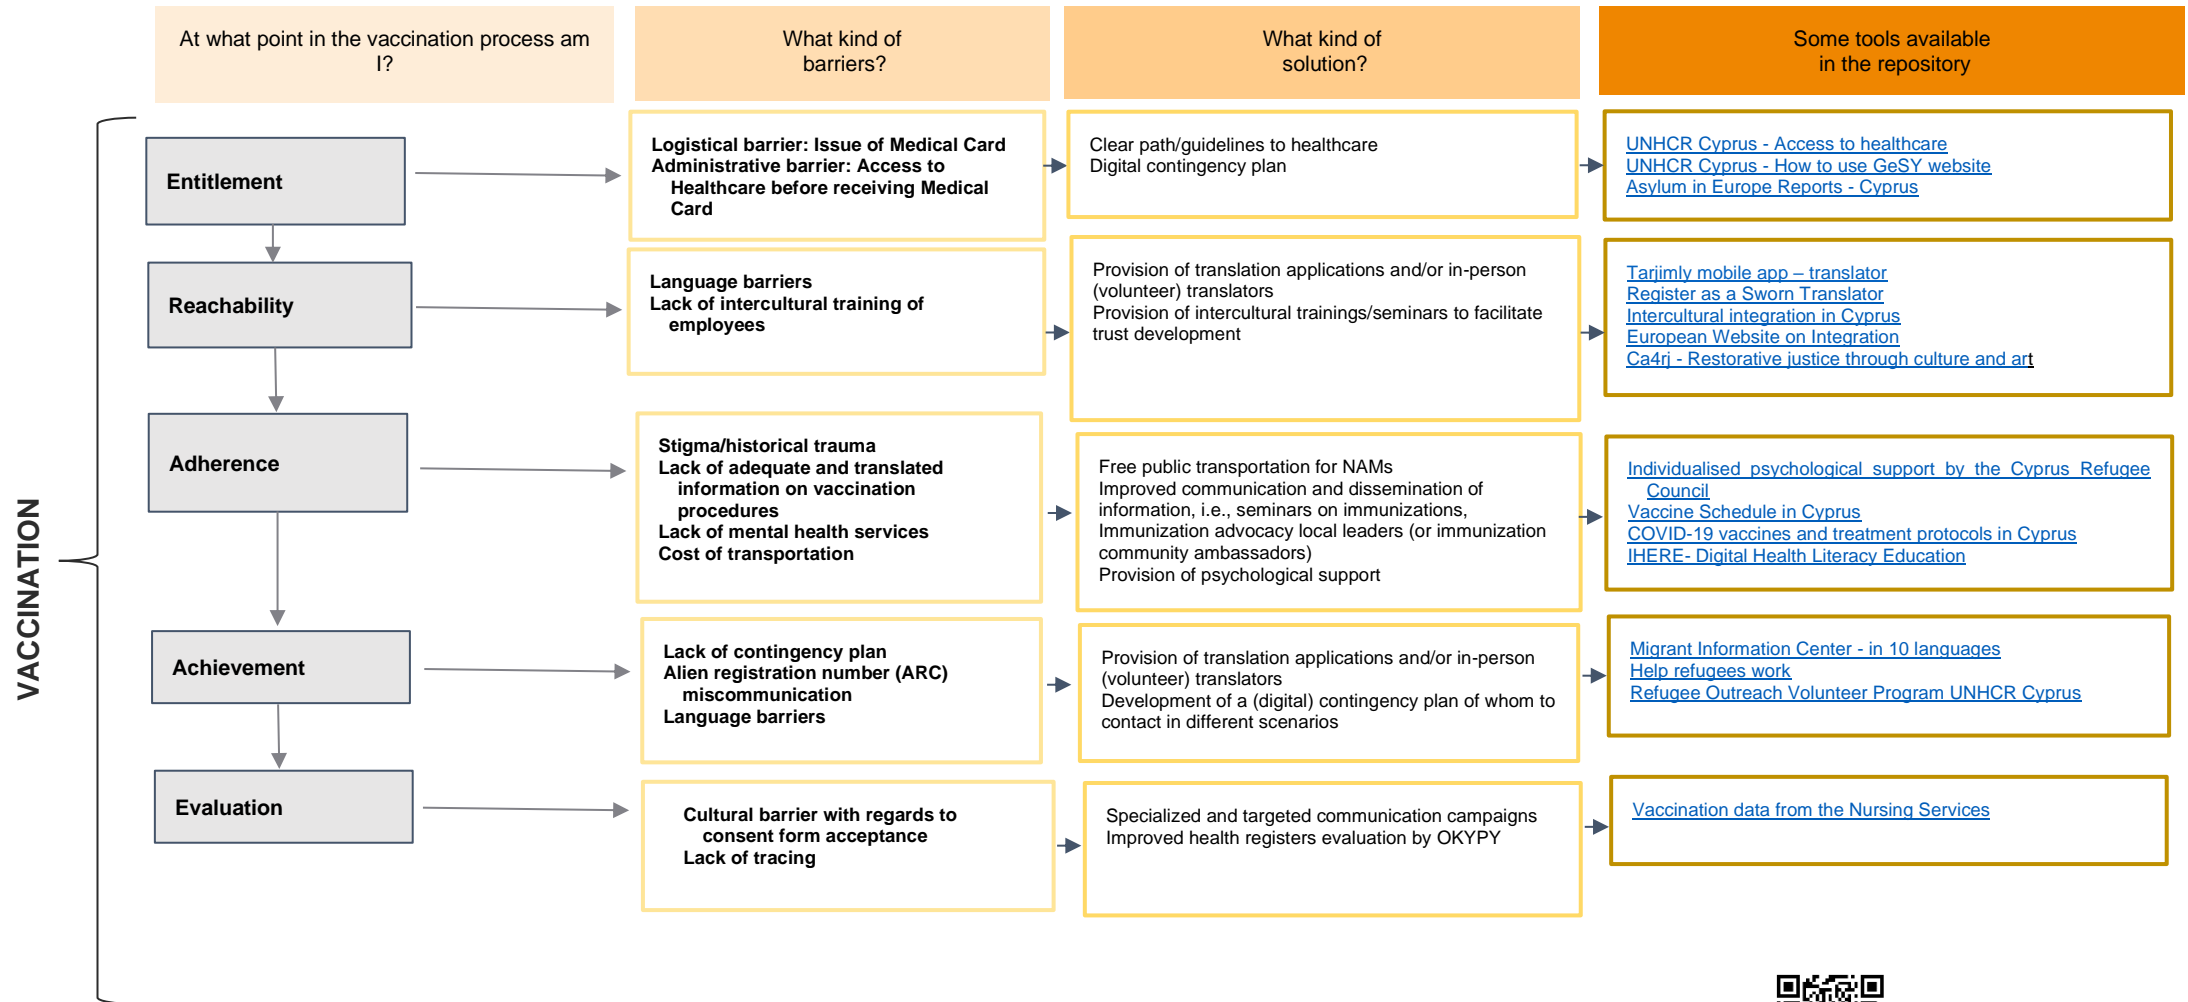 At what point in the vaccination process am
I?
What kind of
barriers?
What kind of
solution?
Some tools available
in the repository
VACCINATION
Entitlement
Logistical barrier: Issue of Medical Card
Administrative barrier: Access to
Healthcare before receiving Medical
Card
Clear path/guidelines to healthcare
Digital contingency plan
UNHCR Cyprus - Access to healthcare
UNHCR Cyprus - How to use GeSY website
Asylum in Europe Reports - Cyprus
Reachability
Language barriers
Lack of intercultural training of
employees
Provision of translation applications and/or in-person
(volunteer) translators
Provision of intercultural trainings/seminars to facilitate
trust development
Tarjimly mobile app – translator
Register as a Sworn Translator
Intercultural integration in Cyprus
European Website on Integration
Ca4rj - Restorative justice through culture and art
Adherence
Stigma/historical trauma
Lack of adequate and translated
information on vaccination
procedures
Lack of mental health services
Cost of transportation
Free public transportation for NAMs
Improved communication and dissemination of
information, i.e., seminars on immunizations,
Immunization advocacy local leaders (or immunization
community ambassadors)
Provision of psychological support
Individualised psychological support by the Cyprus Refugee
Council
Vaccine Schedule in Cyprus
COVID-19 vaccines and treatment protocols in Cyprus
IHERE- Digital Health Literacy Education
Achievement
Lack of contingency plan
Alien registration number (ARC)
miscommunication
Language barriers
Provision of translation applications and/or in-person
(volunteer) translators
Development of a (digital) contingency plan of whom to
contact in different scenarios
Migrant Information Center - in 10 languages
Help refugees work
Refugee Outreach Volunteer Program UNHCR Cyprus
Evaluation
Cultural barrier with regards to
consent form acceptance
Lack of tracing
Specialized and targeted communication campaigns
Improved health registers evaluation by OKYPY
Vaccination data from the Nursing Services